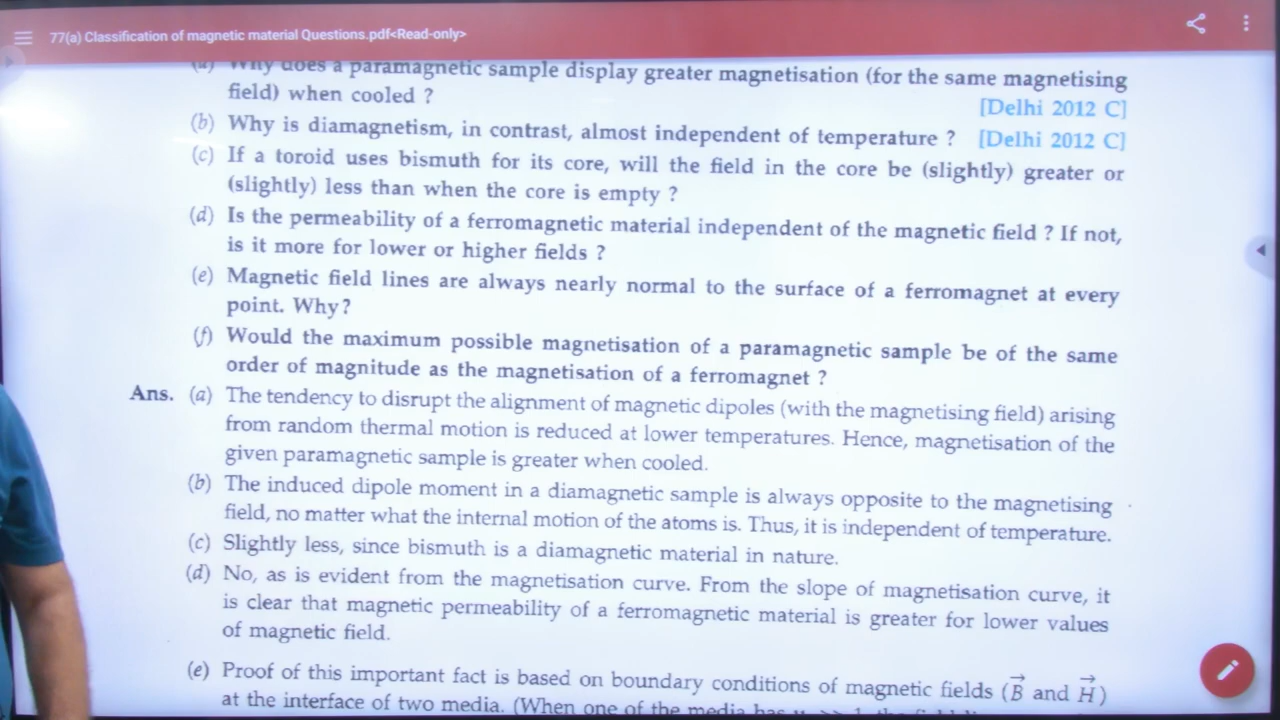 77(a) Classification of magnetic material Questions.pdf<Read-only>
(a) Why does a paramagnetic sample display greater magnetisation (for the same magnetising
field) when cooled ? [Delhi 2012 C]
(b) Why is diamagnetism, in contrast, almost independent of temperature ? [Delhi 2012 C]
(c) If a toroid uses bismuth for its core, will the field in the core be (slightly) greater or
(slightly) less than when the core is empty ?
(d) Is the permeability of a ferromagnetic material independent of the magnetic field ? If not,
is it more for lower or higher fields ?
(e) Magnetic field lines are always nearly normal to the surface of a ferromagnet at every
point. Why?
(f) Would the maximum possible magnetisation of a paramagnetic sample be of the same
order of magnitude as the magnetisation of a ferromagnet ?
Ans. (a) The tendency to disrupt the alignment of magnetic dipoles (with the magnetising field) arising
from random thermal motion is reduced at lower temperatures. Hence, magnetisation of the
given paramagnetic sample is greater when cooled.
(b) The induced dipole moment in a diamagnetic sample is always opposite to the magnetising
field, no matter what the internal motion of the atoms is. Thus, it is independent of temperature.
(c) Slightly less, since bismuth is a diamagnetic material in nature.
(d) No, as is evident from the magnetisation curve. From the slope of magnetisation curve, it
is clear that magnetic permeability of a ferromagnetic material is greater for lower values
of magnetic field.
(e) Proof of this important fact is based on boundary conditions of magnetic fields (B⃗ and H⃗)
at the interface of two media. (When one of the media has